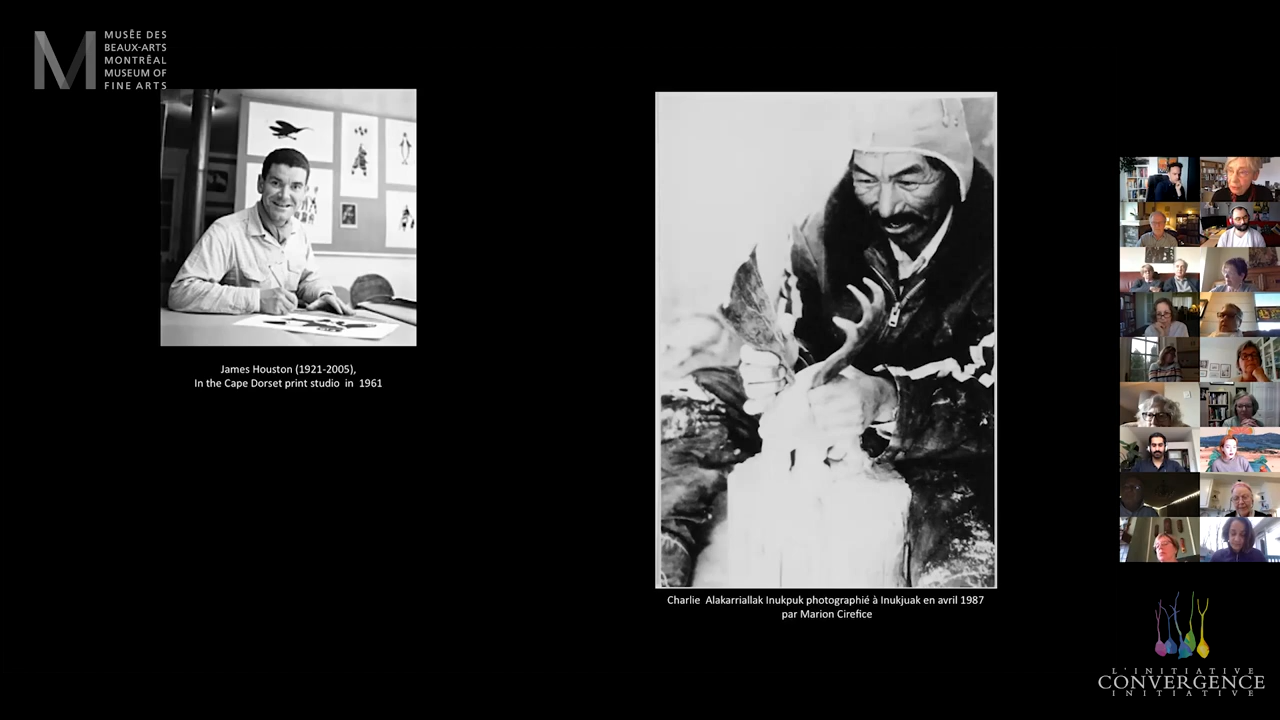 MUSÉE DES
BEAUX-ARTS
MONTRÉAL
MUSEUM OF
FINE ARTS
James Houston (1921-2005),
In the Cape Dorset print studio in 1961
Charlie Alakarriallak Inukpuk photographié à Inukjuak en avril 1987
par Marion Cirefice
L'INITIATIVE
CONVERGENCE
INITIATIVE